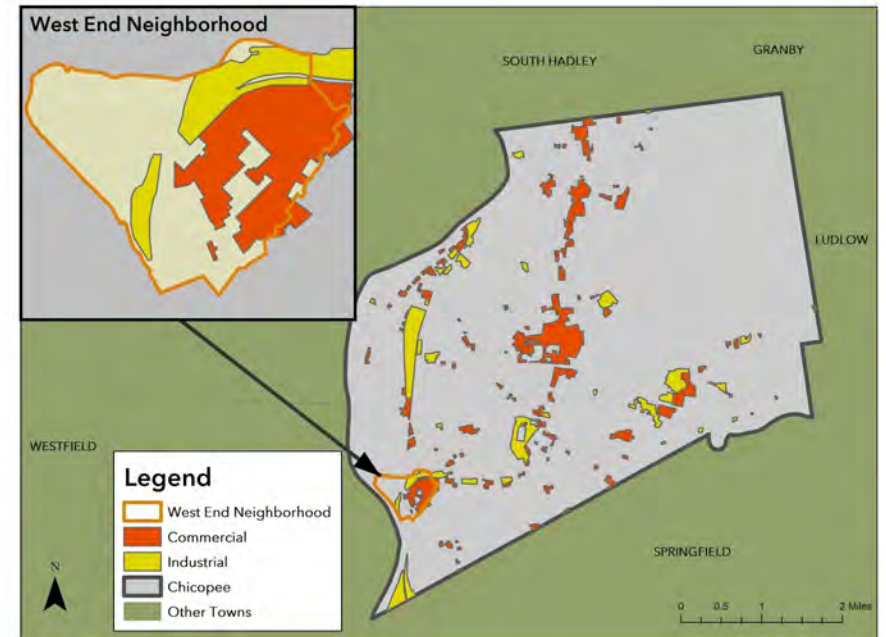 West End Neighborhood
SOUTH HADLEY
GRANBY
LUDLOW
WESTFIELD
SPRINGFIELD
Legend
West End Neighborhood
Commercial
Industrial
Chicopee
Other Towns
N
0 0.5 1 2 Miles